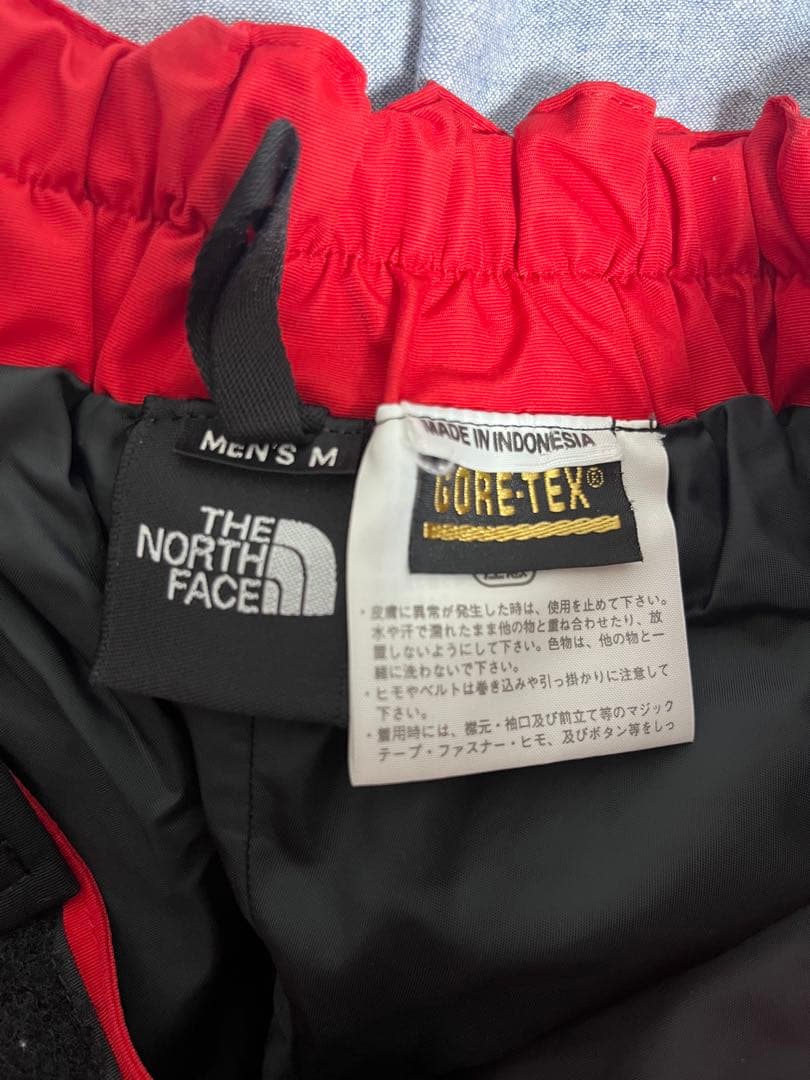 MEN'S M
THE
NORTH
FACE
MADE IN INDONESIA
GORE-TEX®
・皮膚に異常が発生した時は、使用を止めて下さい。
水や汗で濡れたまま他の物と重ね合わせたり、放
置しないようにして下さい。色物は、他の物と一
緒に洗わないで下さい。
・ヒモやベルトは巻き込みや引っ掛かりに注意して
下さい。
・着用時には、襟元・袖口及び前立て等のマジック
テープ・ファスナー・ヒモ、及びボタン等をしっ